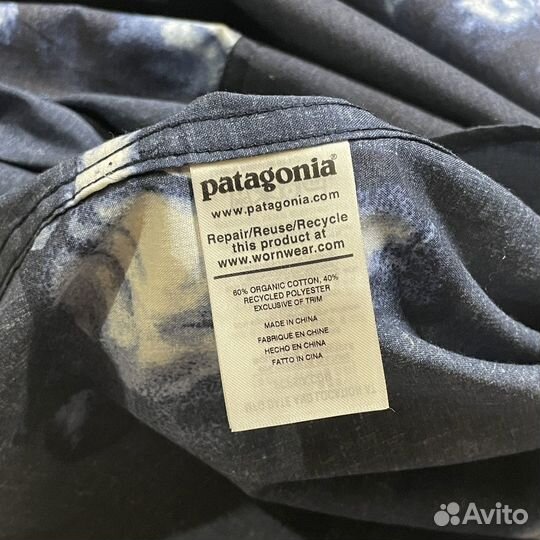 patagonia®
www.patagonia.com
Repair/Reuse/Recycle
this product at
www.wornwear.com
60% ORGANIC COTTON, 40%
RECYCLED POLYESTER
EXCLUSIVE OF TRIM
MADE IN CHINA
FABRIQUÉ EN CHINE
HECHO EN CHINA
FATTO IN CINA
Avito